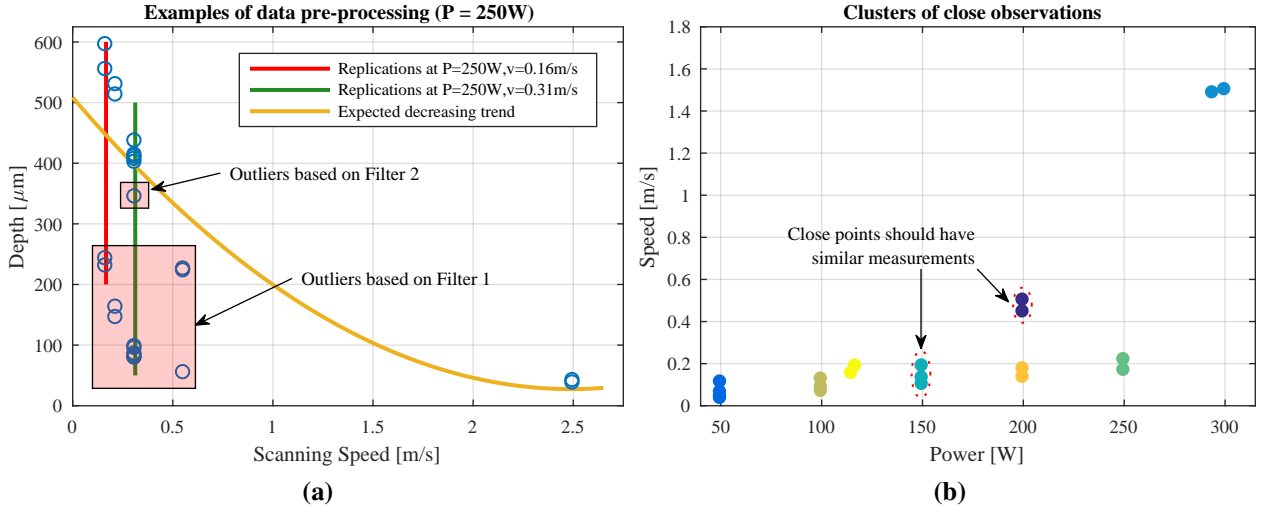 Examples of data pre-processing (P = 250W)
600
500
400
300
200
100
0
Depth [μm]
Replications at P=250W,v=0.16m/s
Replications at P=250W,v=0.31m/s
Expected decreasing trend
Outliers based on Filter 2
Outliers based on Filter 1
0
0.5
1
1.5
2
2.5
Scanning Speed [m/s]
(a)
Clusters of close observations
1.8
1.6
1.4
1.2
1
0.8
0.6
0.4
0.2
0
Speed [m/s]
Close points should have
similar measurements
50
100
150
200
250
300
Power [W]
(b)